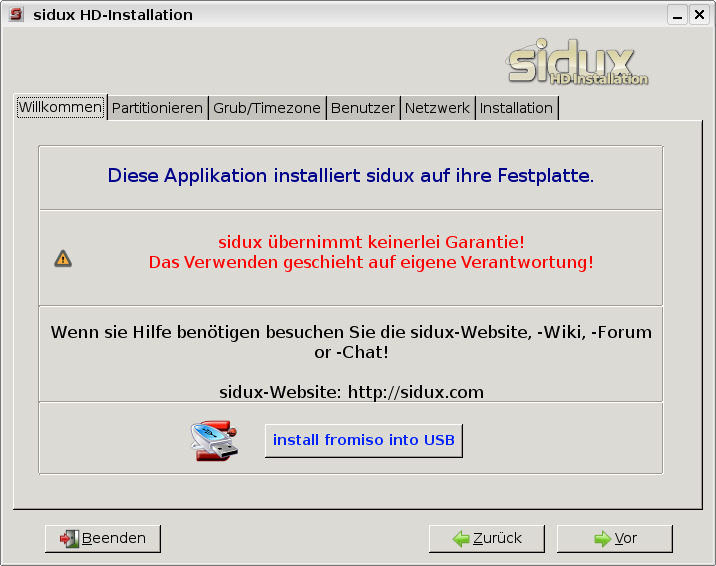 sidux HD-Installation
sidux
HD-Installation
Willkommen Partitionieren Grub/Timezone Benutzer Netzwerk Installation
Diese Applikation installiert sidux auf ihre Festplatte.
sidux übernimmt keinerlei Garantie!
Das Verwenden geschieht auf eigene Verantwortung!
Wenn sie Hilfe benötigen besuchen Sie die sidux-Website, -Wiki, -Forum
or -Chat!
sidux-Website: http://sidux.com
install fromiso into USB
Beenden Zurück Vor